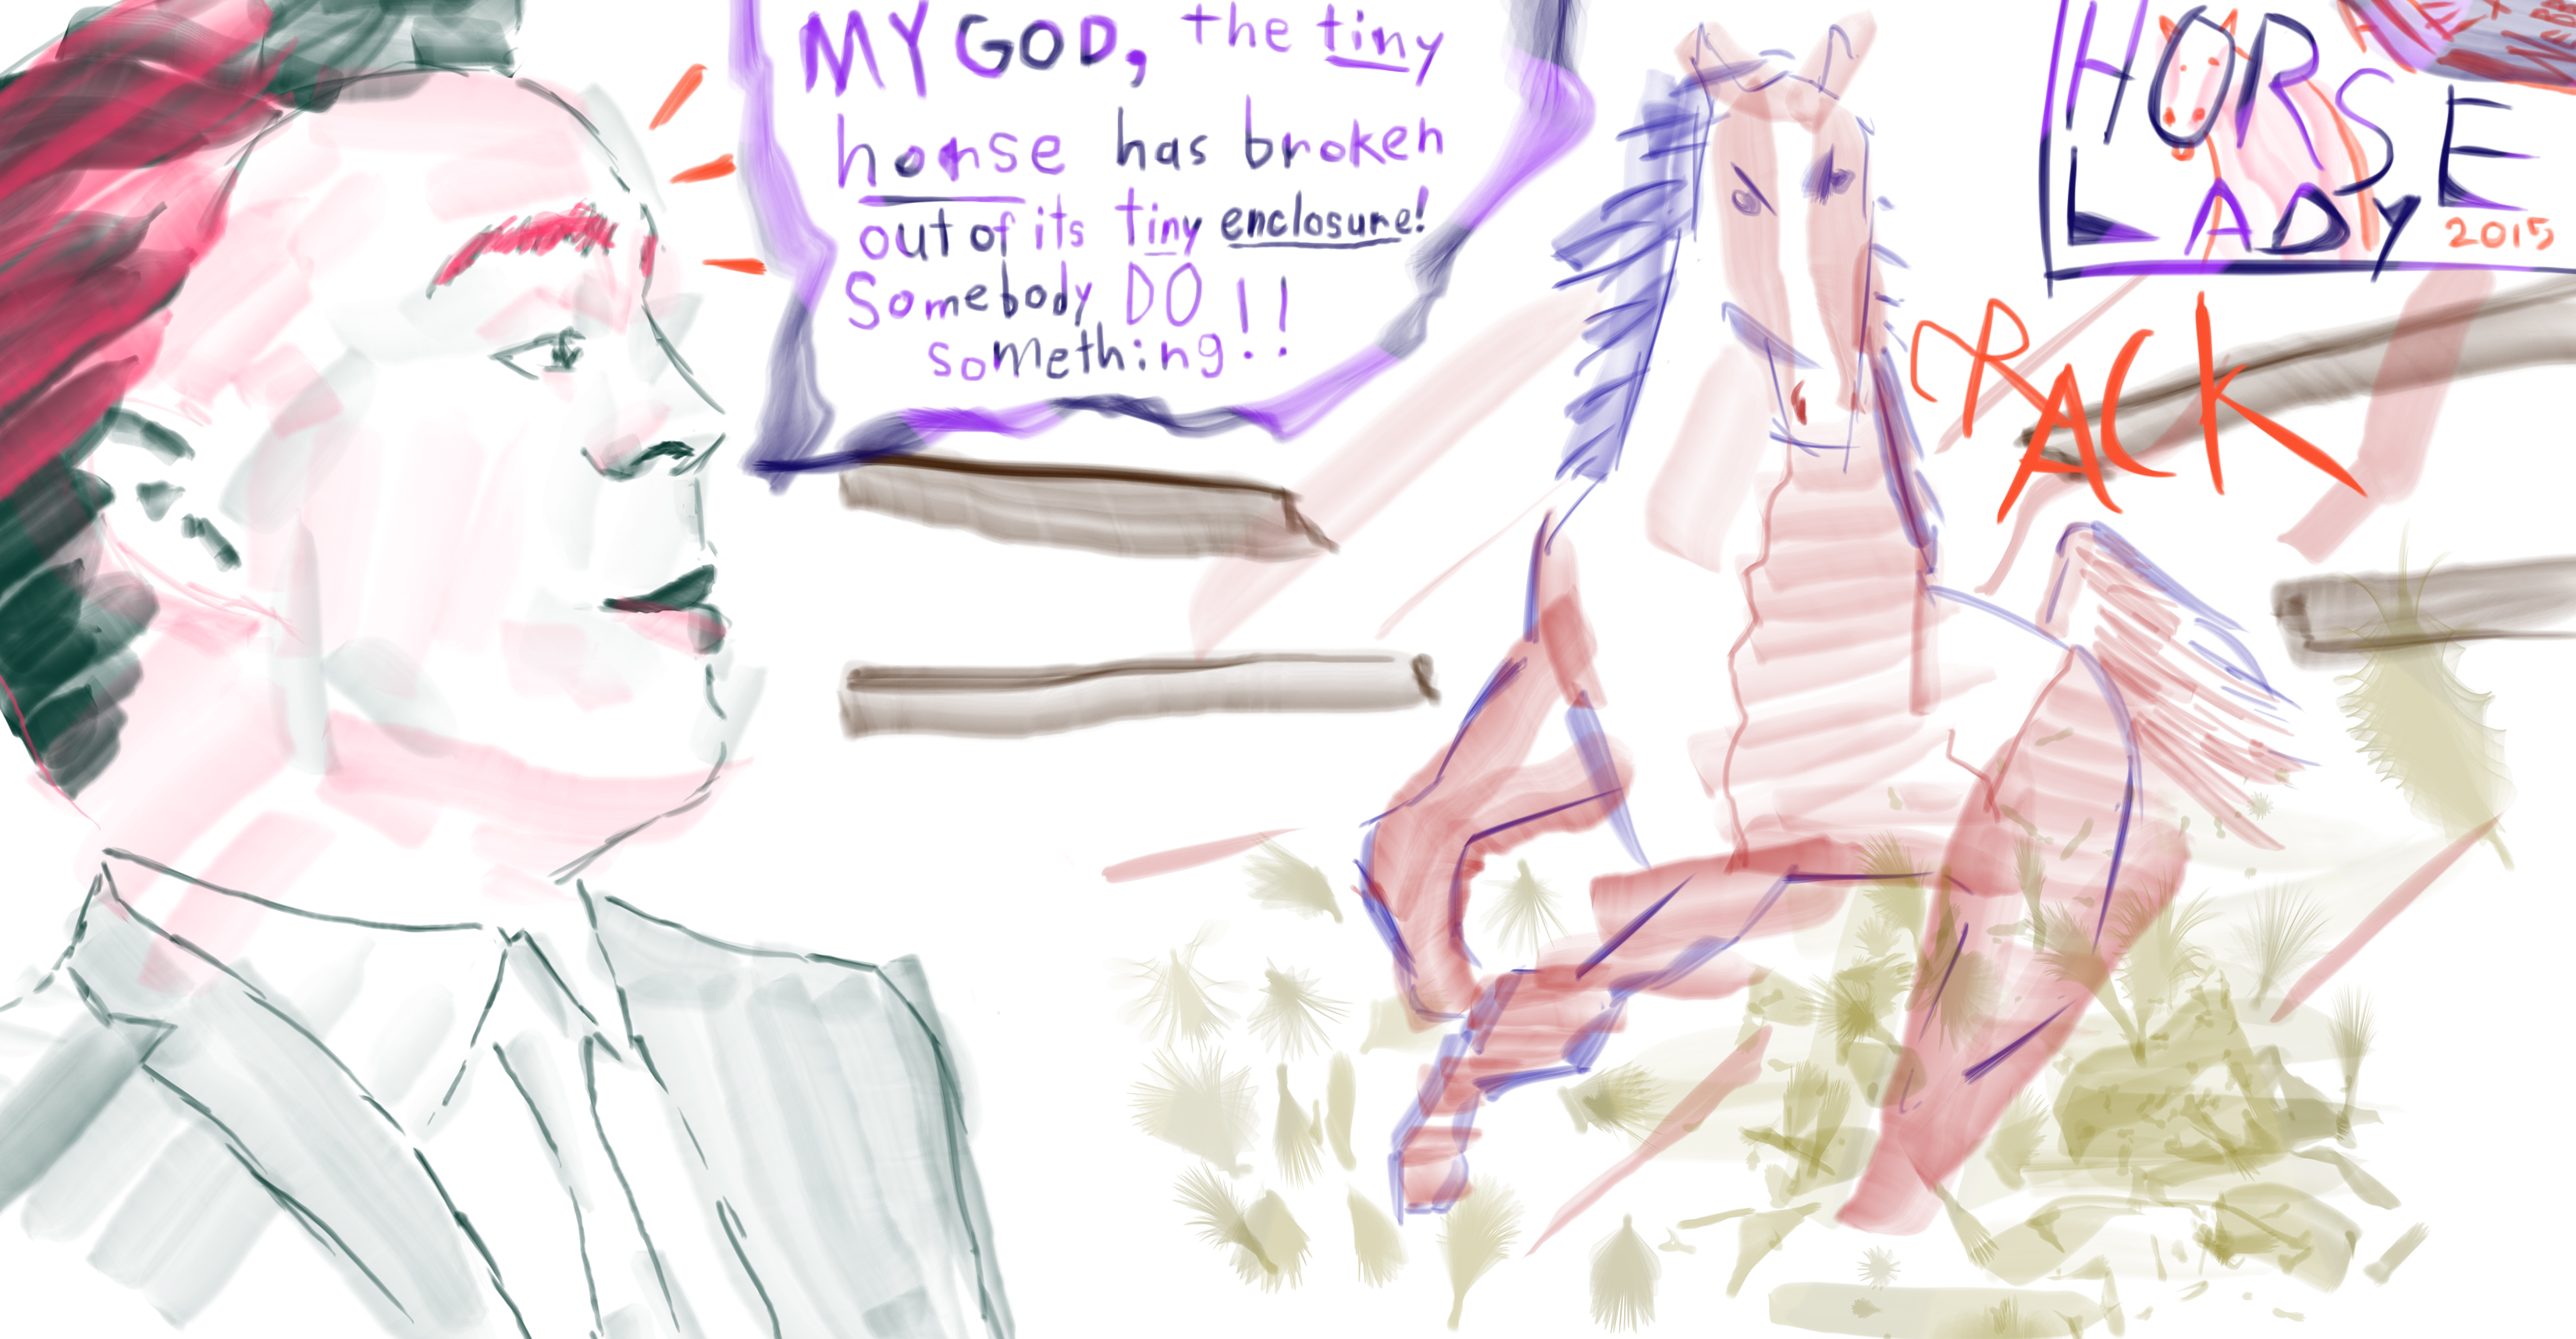 MY GOD, the tiny
horse has broken
out of its tiny enclosure!
Somebody DO
something!!
HORSE
LADY 2015
CRACK